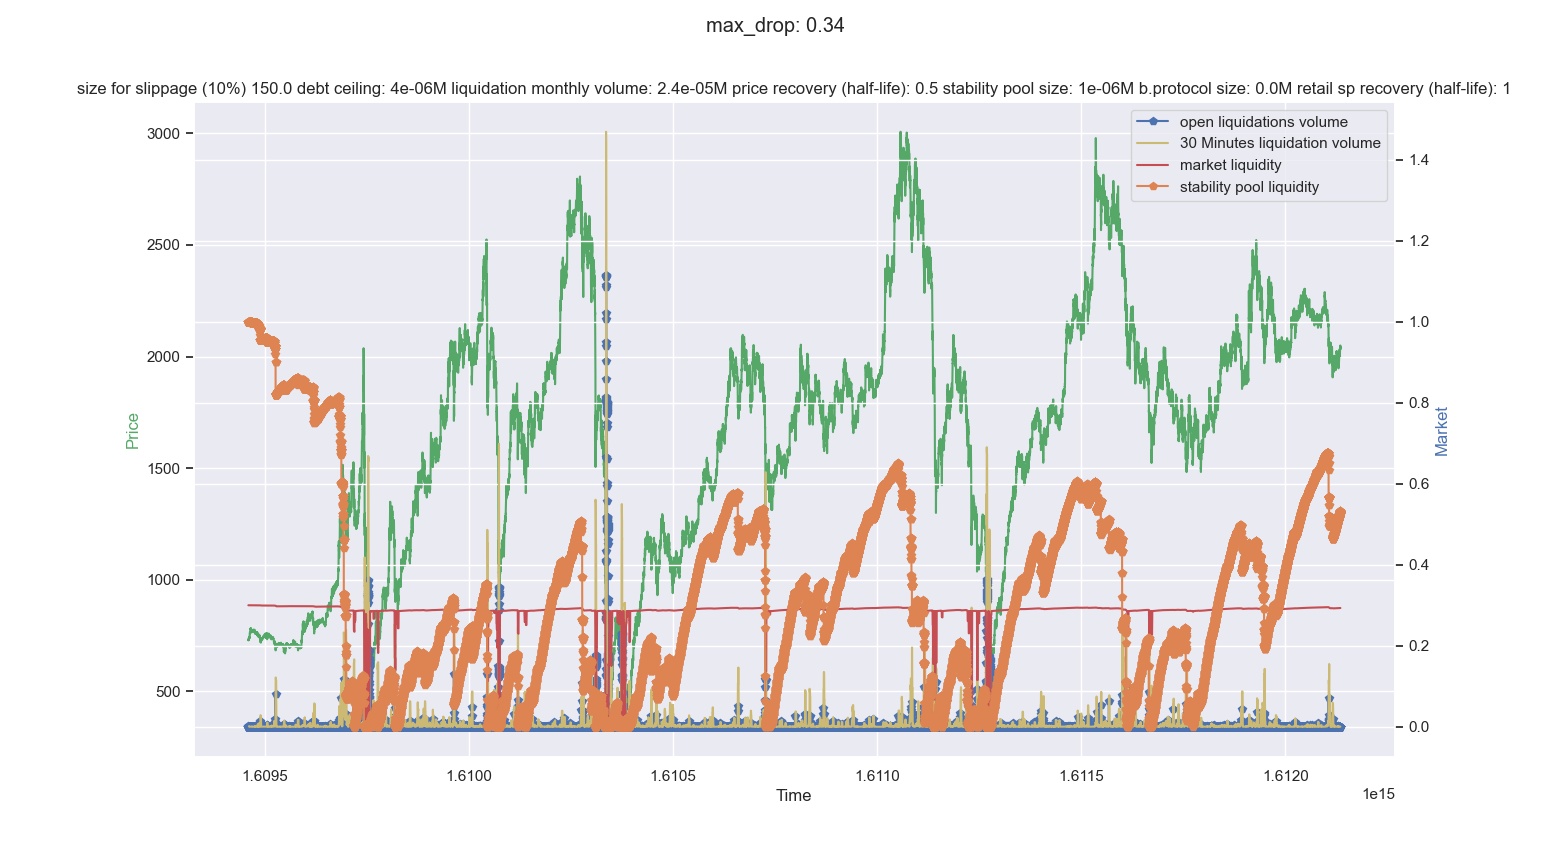 max_drop: 0.34
size for slippage (10%) 150.0 debt ceiling: 4e-06M liquidation monthly volume: 2.4e-05M price recovery (half-life): 0.5 stability pool size: 1e-06M b.protocol size: 0.0M retail sp recovery (half-life): 1
open liquidations volume
30 Minutes liquidation volume
market liquidity
stability pool liquidity
3000
2500
2000
1500
1000
500
Price
1.4
1.2
1.0
0.8
0.6
0.4
0.2
0.0
Market
1.6095 1.6100 1.6105 1.6110 1.6115 1.6120
1e15
Time